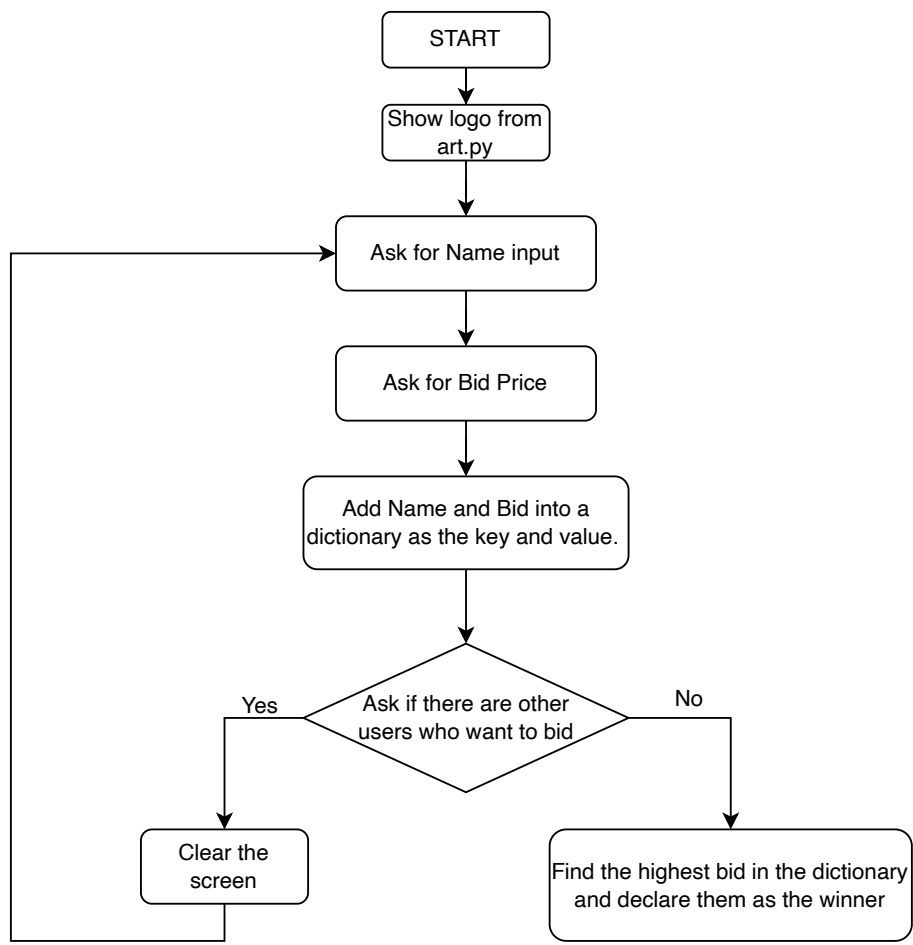 START
Show logo from
art.py
Ask for Name input
Ask for Bid Price
Add Name and Bid into a
dictionary as the key and value.
Ask if there are other
users who want to bid
Yes
No
Clear the
screen
Find the highest bid in the dictionary
and declare them as the winner